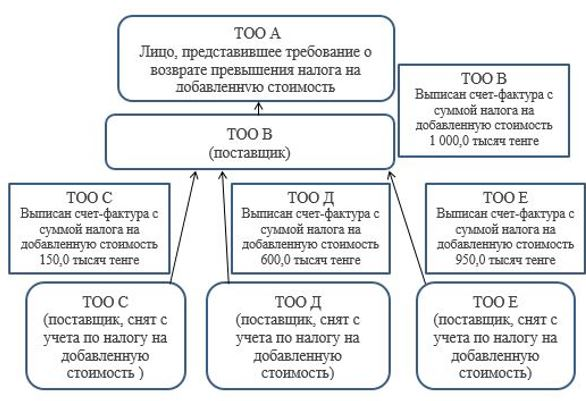 ТОО А
Лицо, представившее требование о
возврате превышения налога на
добавленную стоимость
ТОО В
Выписан счет-фактура с
суммой налога на
добавленную стоимость
1 000,0 тысяч тенге
ТОО В
(поставщик)
ТОО С
Выписан счет-фактура с
суммой налога на
добавленную стоимость
150,0 тысяч тенге
ТОО Д
Выписан счет-фактура с
суммой налога на
добавленную стоимость
600,0 тысяч тенге
ТОО Е
Выписан счет-фактура с
суммой налога на
добавленную стоимость
950,0 тысяч тенге
ТОО С
(поставщик, снят с
учета по налогу на
добавленную
стоимость )
ТОО Д
(поставщик, снят с
учета по налогу на
добавленную
стоимость)
ТОО Е
(поставщик, снят с
учета по налогу на
добавленную
стоимость)